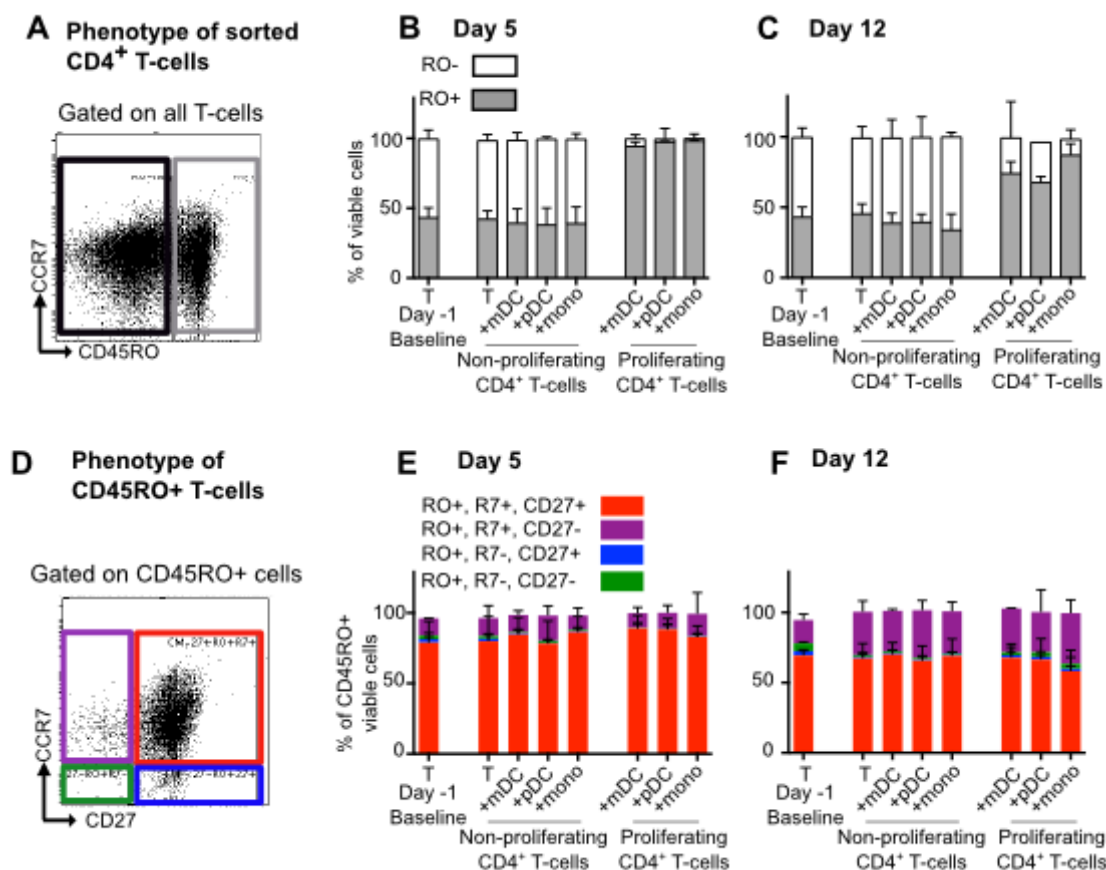 A Phenotype of sorted
CD4+ T-cells
Gated on all T-cells
CCR7
CD45RO
B Day 5
RO-
RO+
% of viable cells
100
50
0
T
+mDC
+pDC
+mono
T
+mDC
+pDC
+mono
Day -1
Baseline
Non-proliferating
CD4+ T-cells
Proliferating
CD4+ T-cells
C Day 12
100
50
0
T
T
+mDC
+pDC
+mono
+mDC
+pDC
+mono
Day -1
Baseline
Non-proliferating
CD4+ T-cells
Proliferating
CD4+ T-cells
D Phenotype of
CD45RO+ T-cells
Gated on CD45RO+ cells
CM, 27+R0+R7+
CCR7
CD27
E Day 5
RO+, R7+, CD27+
RO+, R7+, CD27-
RO+, R7-, CD27+
RO+, R7-, CD27-
% of CD45RO+
viable cells
100
50
0
T
T
+mDC
+pDC
+mono
+mDC
+pDC
+mono
Day -1
Baseline
Non-proliferating
CD4+ T-cells
Proliferating
CD4+ T-cells
F Day 12
100
50
0
T
T
+mDC
+pDC
+mono
+mDC
+pDC
+mono
Day -1
Baseline
Non-proliferating
CD4+ T-cells
Proliferating
CD4+ T-cells